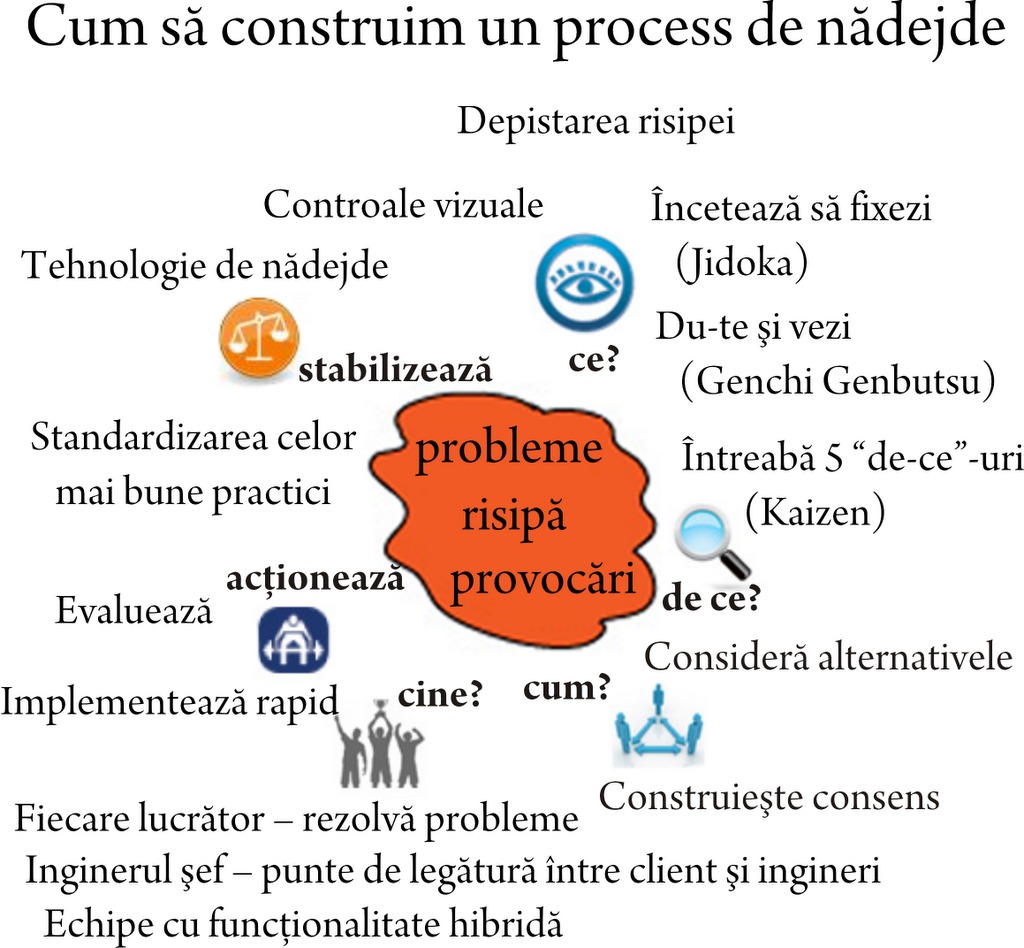 Cum să construim un process de nădejde
Depistarea risipei
Controale vizuale
Încetează să fixezi
(Jidoka)
Tehnologie de nădejde
Du-te şi vezi
(Genchi Genbutsu)
stabilizează
ce?
Standardizarea celor
mai bune practici
probleme
risipă
provocări
Întreabă 5 “de-ce”-uri
(Kaizen)
acționează
de ce?
Evaluează
Consideră alternativele
Implementează rapid
cine?
cum?
Construieşte consens
Fiecare lucrător – rezolvă probleme
Inginerul şef – punte de legătură între client şi ingineri
Echipe cu funcționalitate hibridă